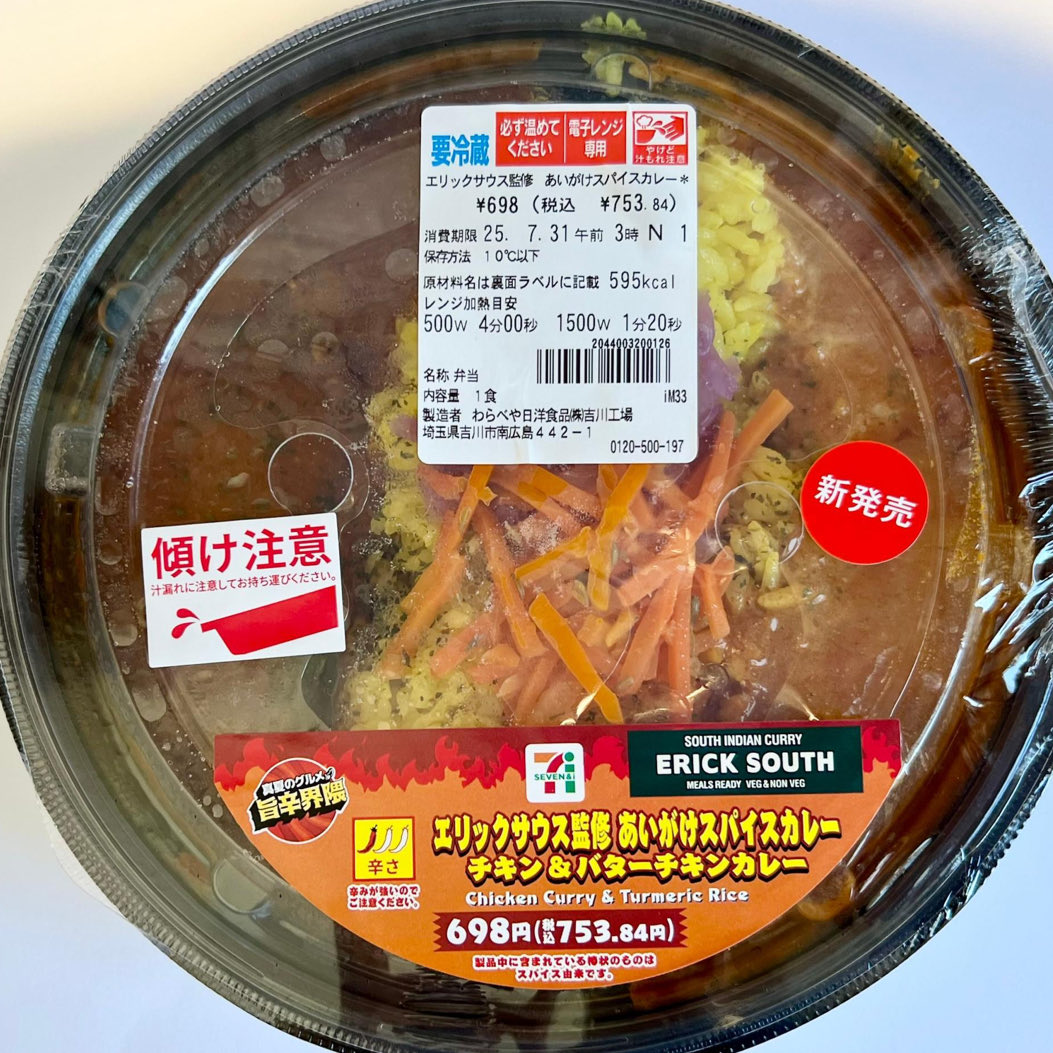 要冷蔵
必ず温めて
ください
電子レンジ
専用
やけど
汁もれ注意
エリックサウス監修 あいがけスパイスカレー*
¥698 (税込 ¥753.84)
消費期限 25. 7.31午前 3時 N 1
保存方法 10℃以下
原材料名は裏面ラベルに記載 595kcal
レンジ加熱目安
500W 4分00秒 1500W 1分20秒
2044003200126
名称 弁当
内容量 1食
iM33
製造者 わらべや日洋食品㈱吉川工場
埼玉県吉川市南広島442-1
0120-500-197
新発売
傾け注意
汁漏れに注意してお持ち運びください。
真夏のグルメ
旨辛界隈
SEVEN&i
SOUTH INDIAN CURRY
ERICK SOUTH
MEALS READY VEG & NON VEG
辛さ
辛みが強いので
ご注意ください。
エリックサウス監修 あいがけスパイスカレー
チキン&バターチキンカレー
Chicken Curry & Turmeric Rice
698円(税込753.84円)
製品中に含まれている棒状のものは
スパイス由来です。